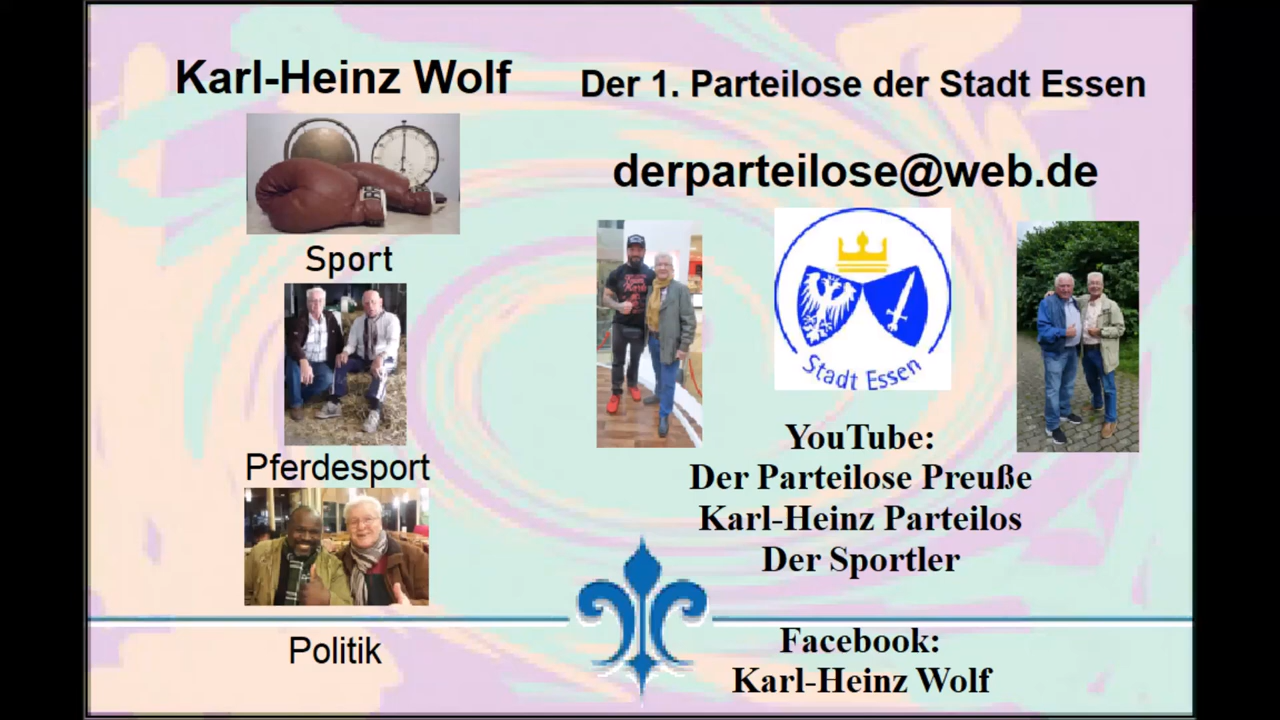 Karl-Heinz Wolf
Der 1. Parteilose der Stadt Essen
derparteilose@web.de
Sport
Pferdesport
Politik
Stadt Essen
YouTube:
Der Parteilose Preuße
Karl-Heinz Parteilos
Der Sportler
Facebook:
Karl-Heinz Wolf